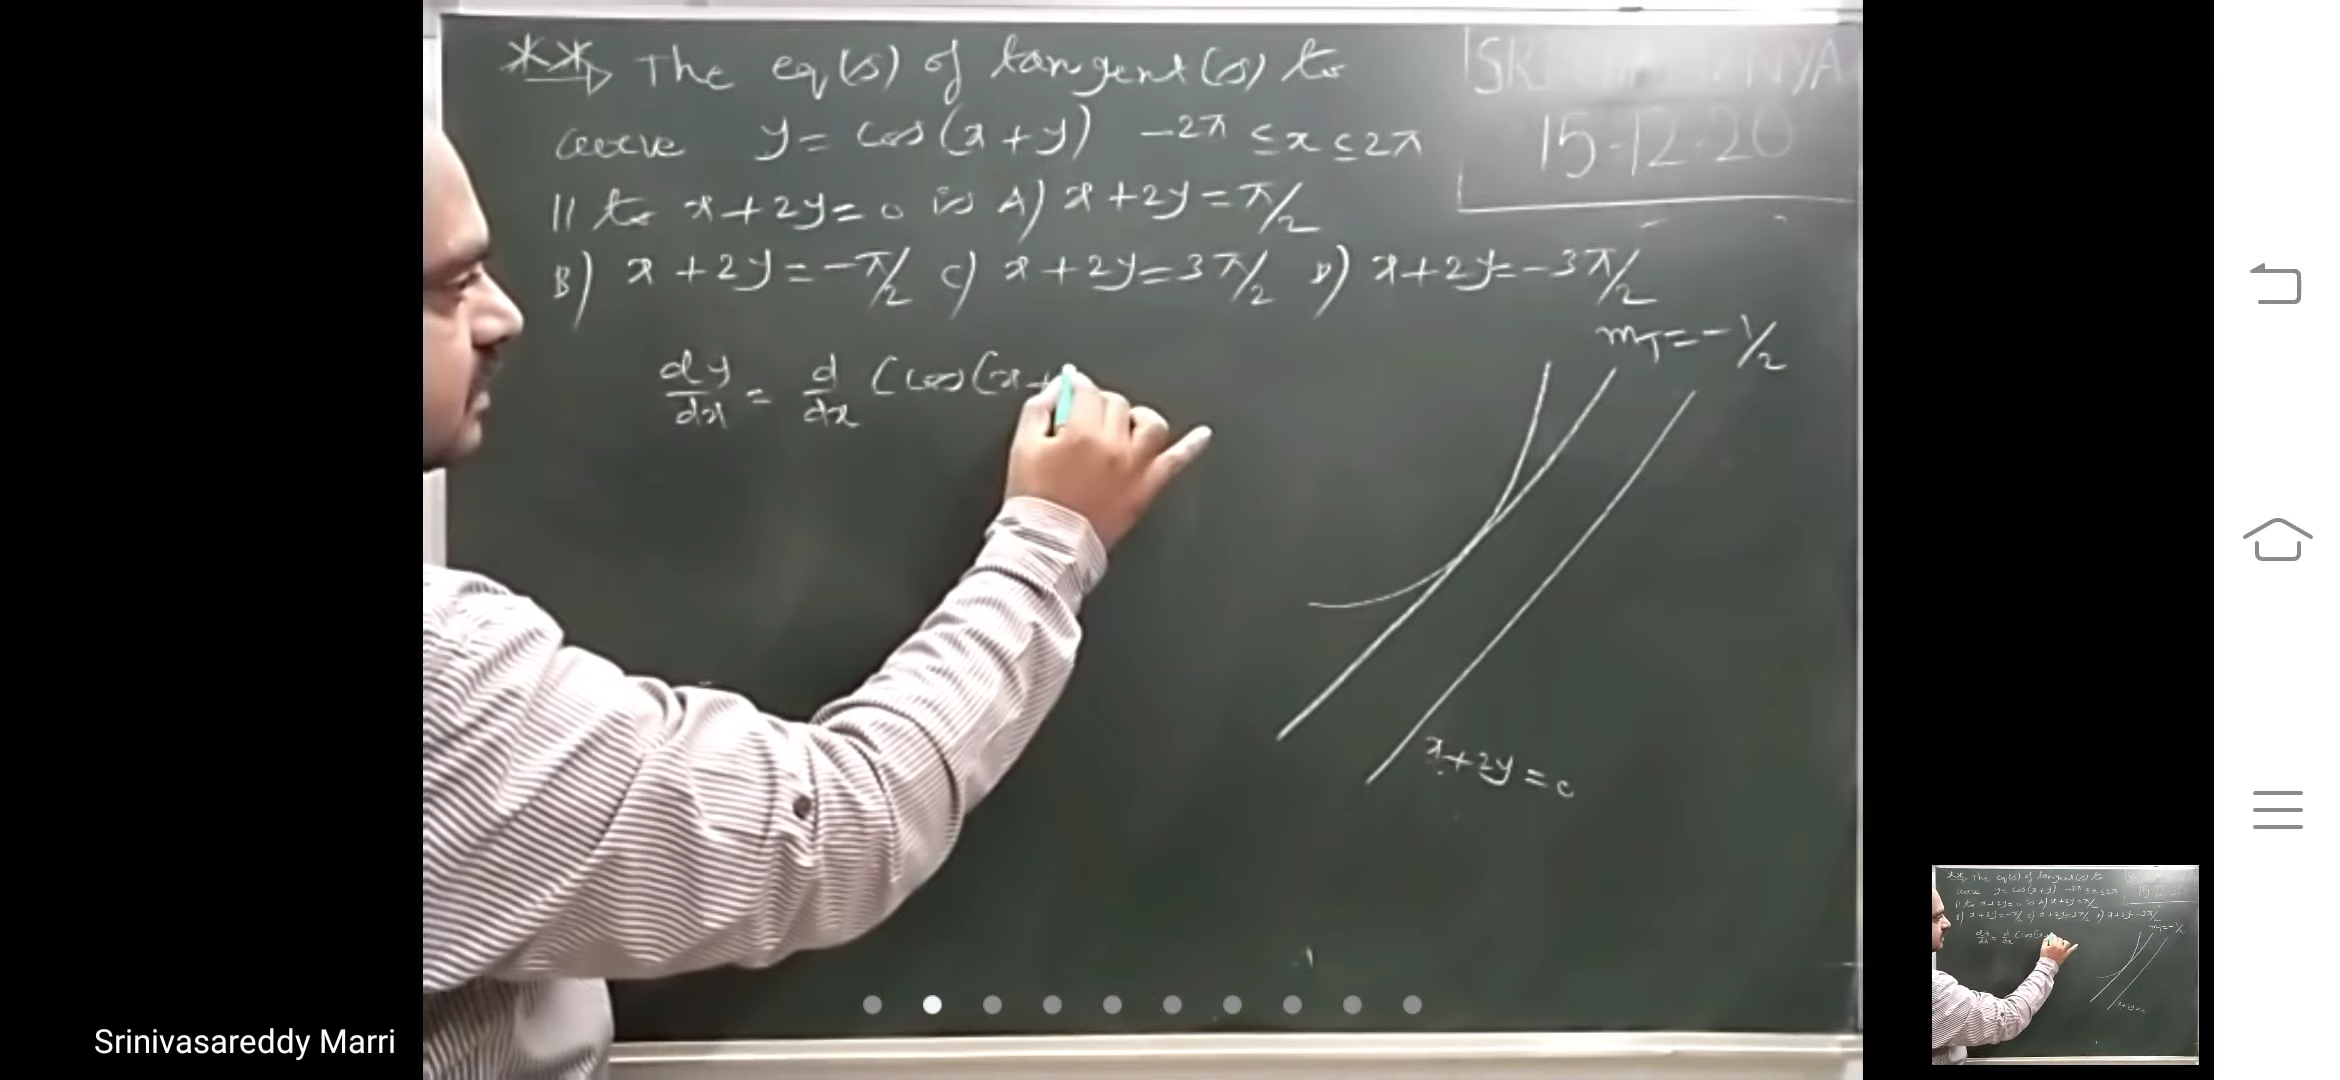 The eq(s) of tangent(s) to
curve y = cos(x+y) -2π ≤ x ≤ 2π
|| to x+2y=0 is A) x+2y=π/2
B) x+2y=-π/2 C) x+2y=3π/2 D) x+2y=-3π/2
m_T = -1/2
dy/dx = d/dx (cos(x+
x+2y=0
15-12-20
Srinivasareddy Marri